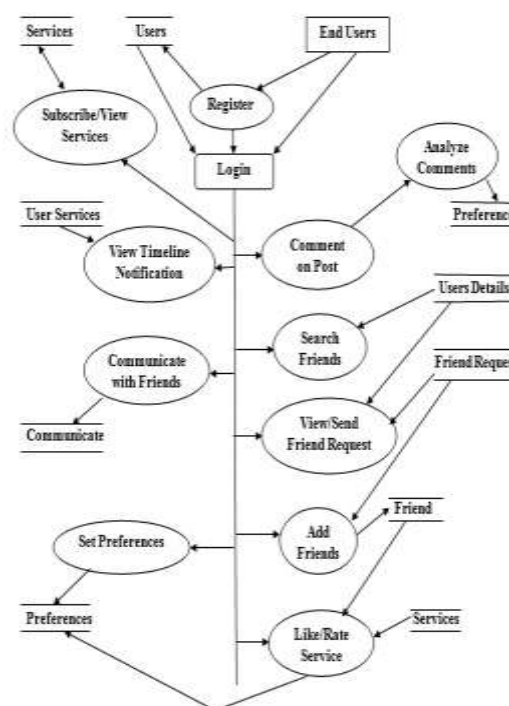 Services
Users
End Users
Register
Subscribe/View
Services
Login
Analyze
Comments
User Services
Preference
View Timeline
Notification
Comment
on Post
Users Details
Search
Friends
Communicate
with Friends
Friend Reques
View/Send
Friend Request
Communicate
Friend
Set Preferences
Add
Friends
Preferences
Services
Like/Rate
Service